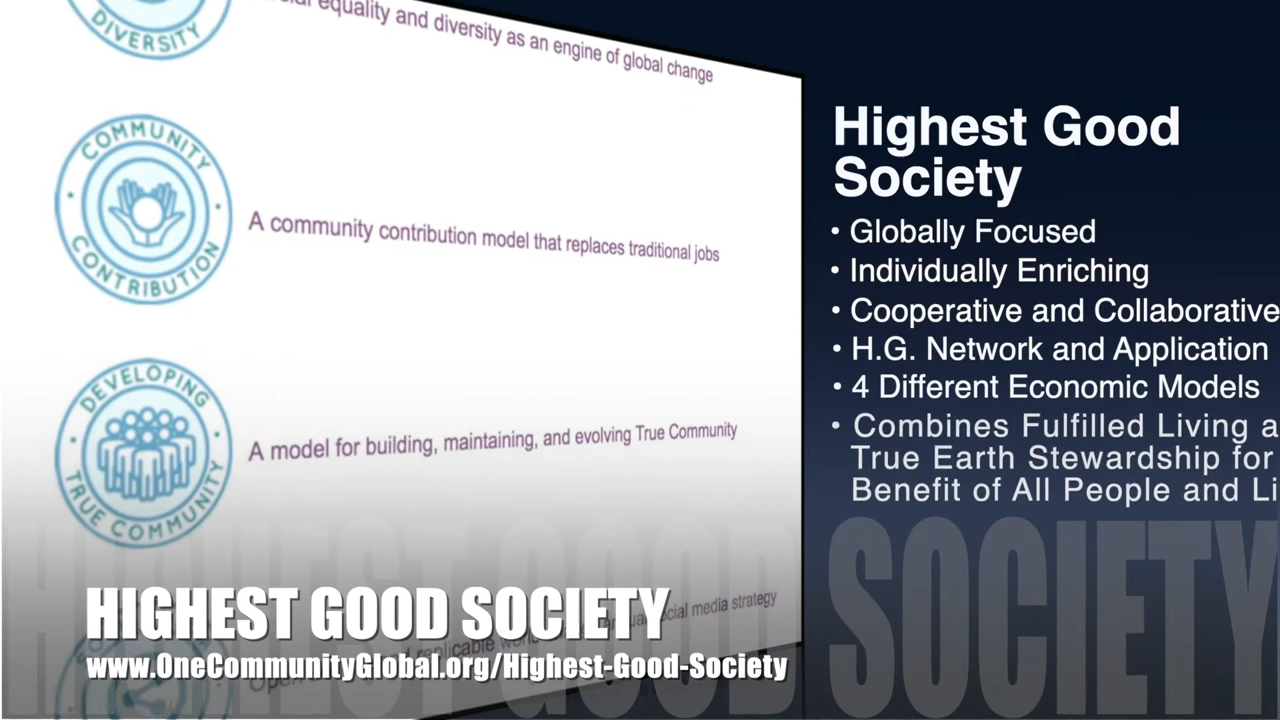 DIVERSITY
equality and diversity as an engine of global change
COMMUNITY
CONTRIBUTION
A community contribution model that replaces traditional jobs
DEVELOPING
TRUE COMMUNITY
A model for building, maintaining, and evolving True Community
replicable
social media strategy
Highest Good
Society
• Globally Focused
• Individually Enriching
• Cooperative and Collaborative
• H.G. Network and Application
• 4 Different Economic Models
• Combines Fulfilled Living a
True Earth Stewardship for
Benefit of All People and Li
HIGHEST GOOD SOCIETY
HIGHEST GOOD SOCIETY
www.OneCommunityGlobal.org/Highest-Good-Society